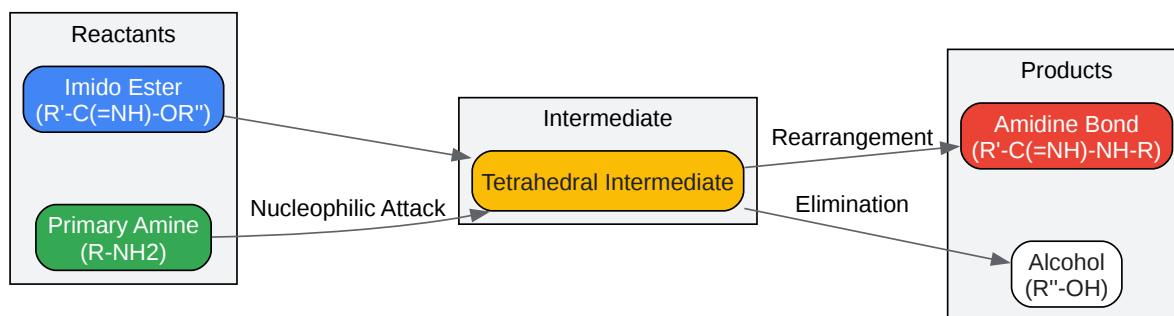 Reactants
Imido Ester
(R'-C(=NH)-OR'')
Primary Amine
(R-NH2)
Nucleophilic Attack
Intermediate
Tetrahedral Intermediate
Rearrangement
Elimination
Products
Amidine Bond
(R'-C(=NH)-NH-R)
Alcohol
(R''-OH)